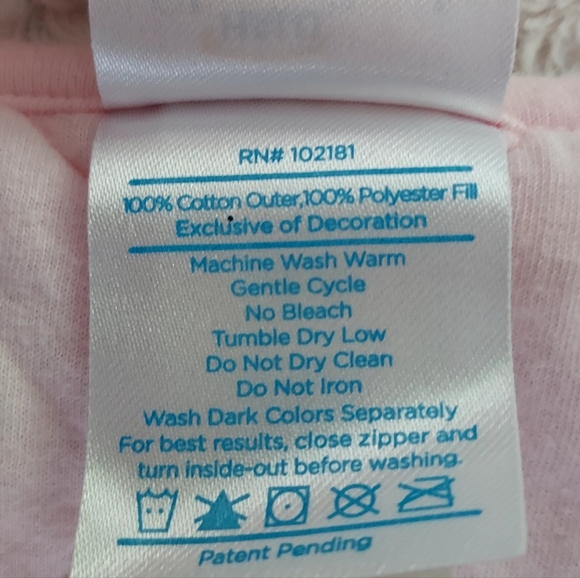 RN# 102181
100% Cotton Outer,100% Polyester Fill
Exclusive of Decoration
Machine Wash Warm
Gentle Cycle
No Bleach
Tumble Dry Low
Do Not Dry Clean
Do Not Iron
Wash Dark Colors Separately
For best results, close zipper and
turn inside-out before washing.
Patent Pending